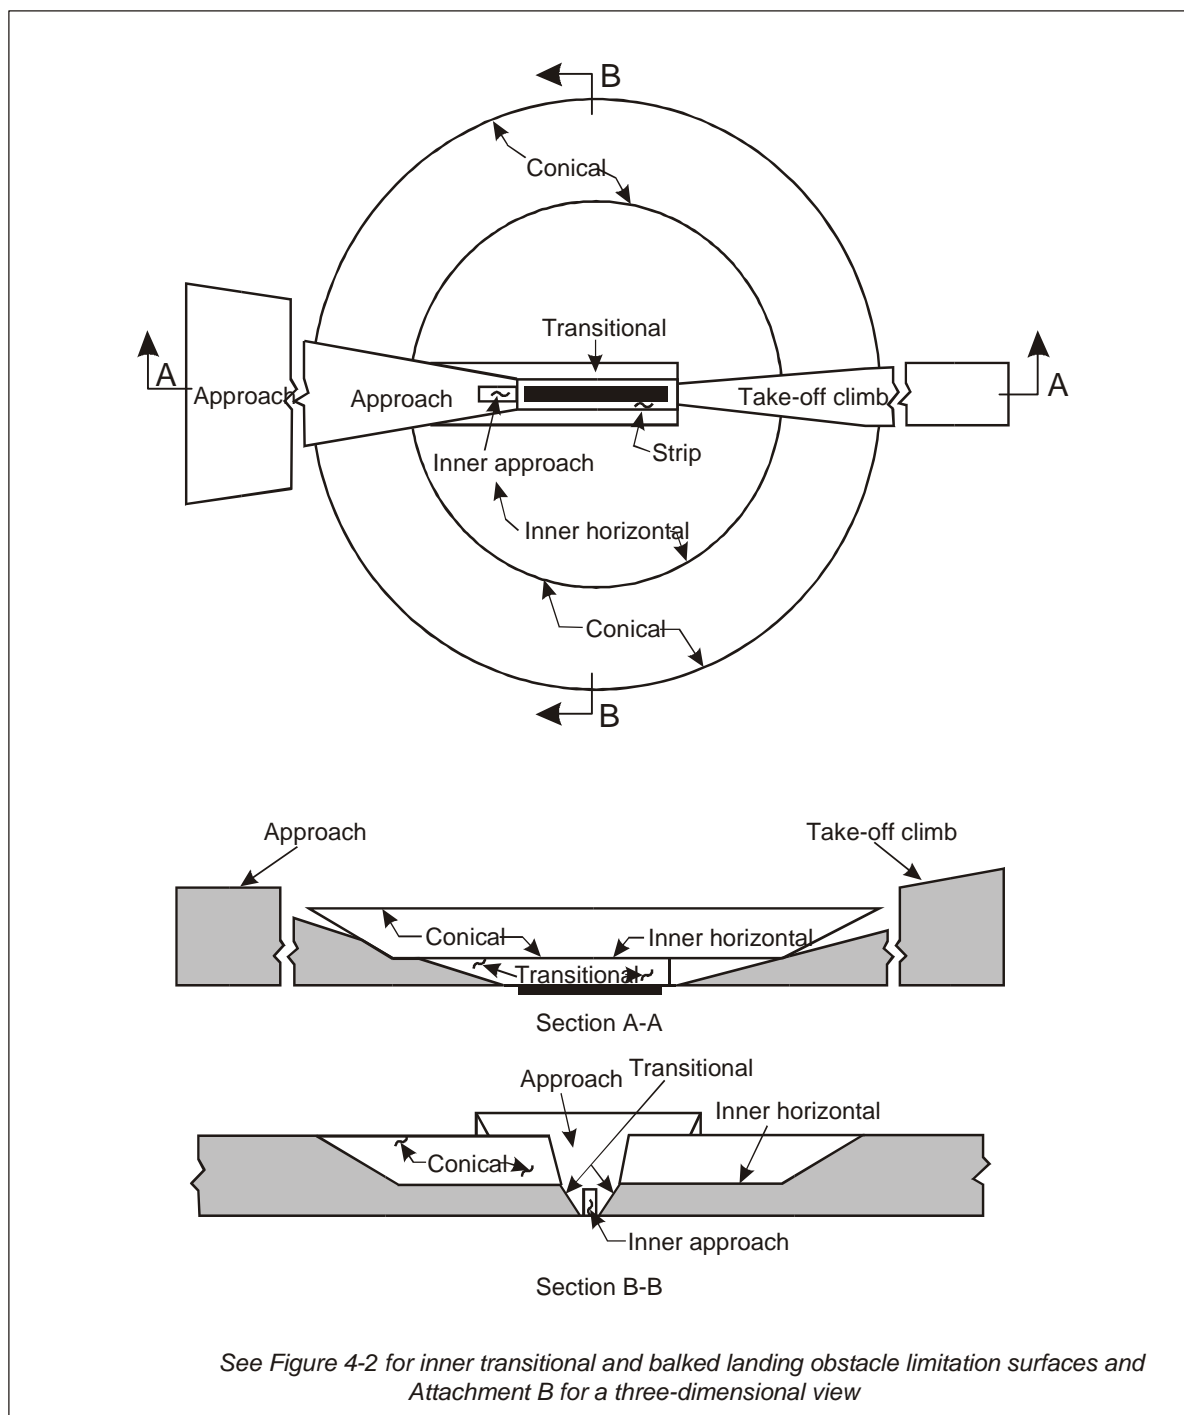 B
Conical
Transitional
A
A
Approach
Approach
Take-off climb
Inner approach
Strip
Inner horizontal
Conical
B
Approach
Take-off climb
Conical
Inner horizontal
Transitional
Section A-A
Transitional
Approach
Inner horizontal
Conical
Inner approach
Section B-B
See Figure 4-2 for inner transitional and balked landing obstacle limitation surfaces and
Attachment B for a three-dimensional view